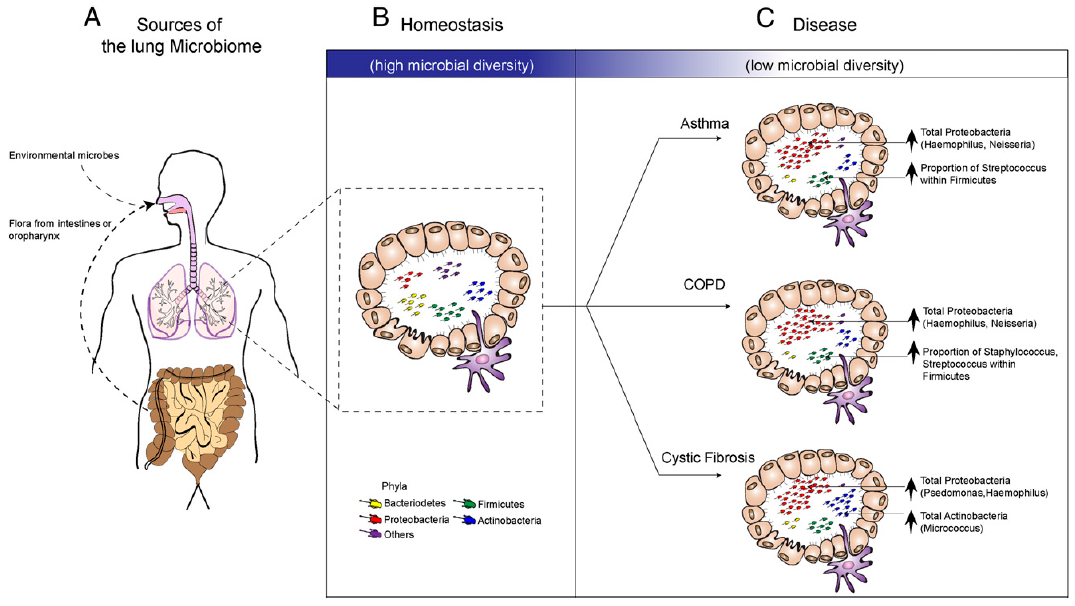 A
Sources of
the lung Microbiome
Environmental microbes
Flora from intestines or
oropharynx
B
Homeostasis
(high microbial diversity)
Phyla
Bacteriodetes
Firmicutes
Proteobacteria
Actinobacteria
Others
C
Disease
(low microbial diversity)
Asthma
Total Proteobacteria
(Haemophilus, Neisseria)
Proportion of Streptococcus
within Firmicutes
COPD
Total Proteobacteria
(Haemophilus, Neisseria)
Proportion of Staphylococcus,
Streptococcus within
Firmicutes
Cystic Fibrosis
Total Proteobacteria
(Psedomonas,Haemophilus)
Total Actinobacteria
(Micrococcus)